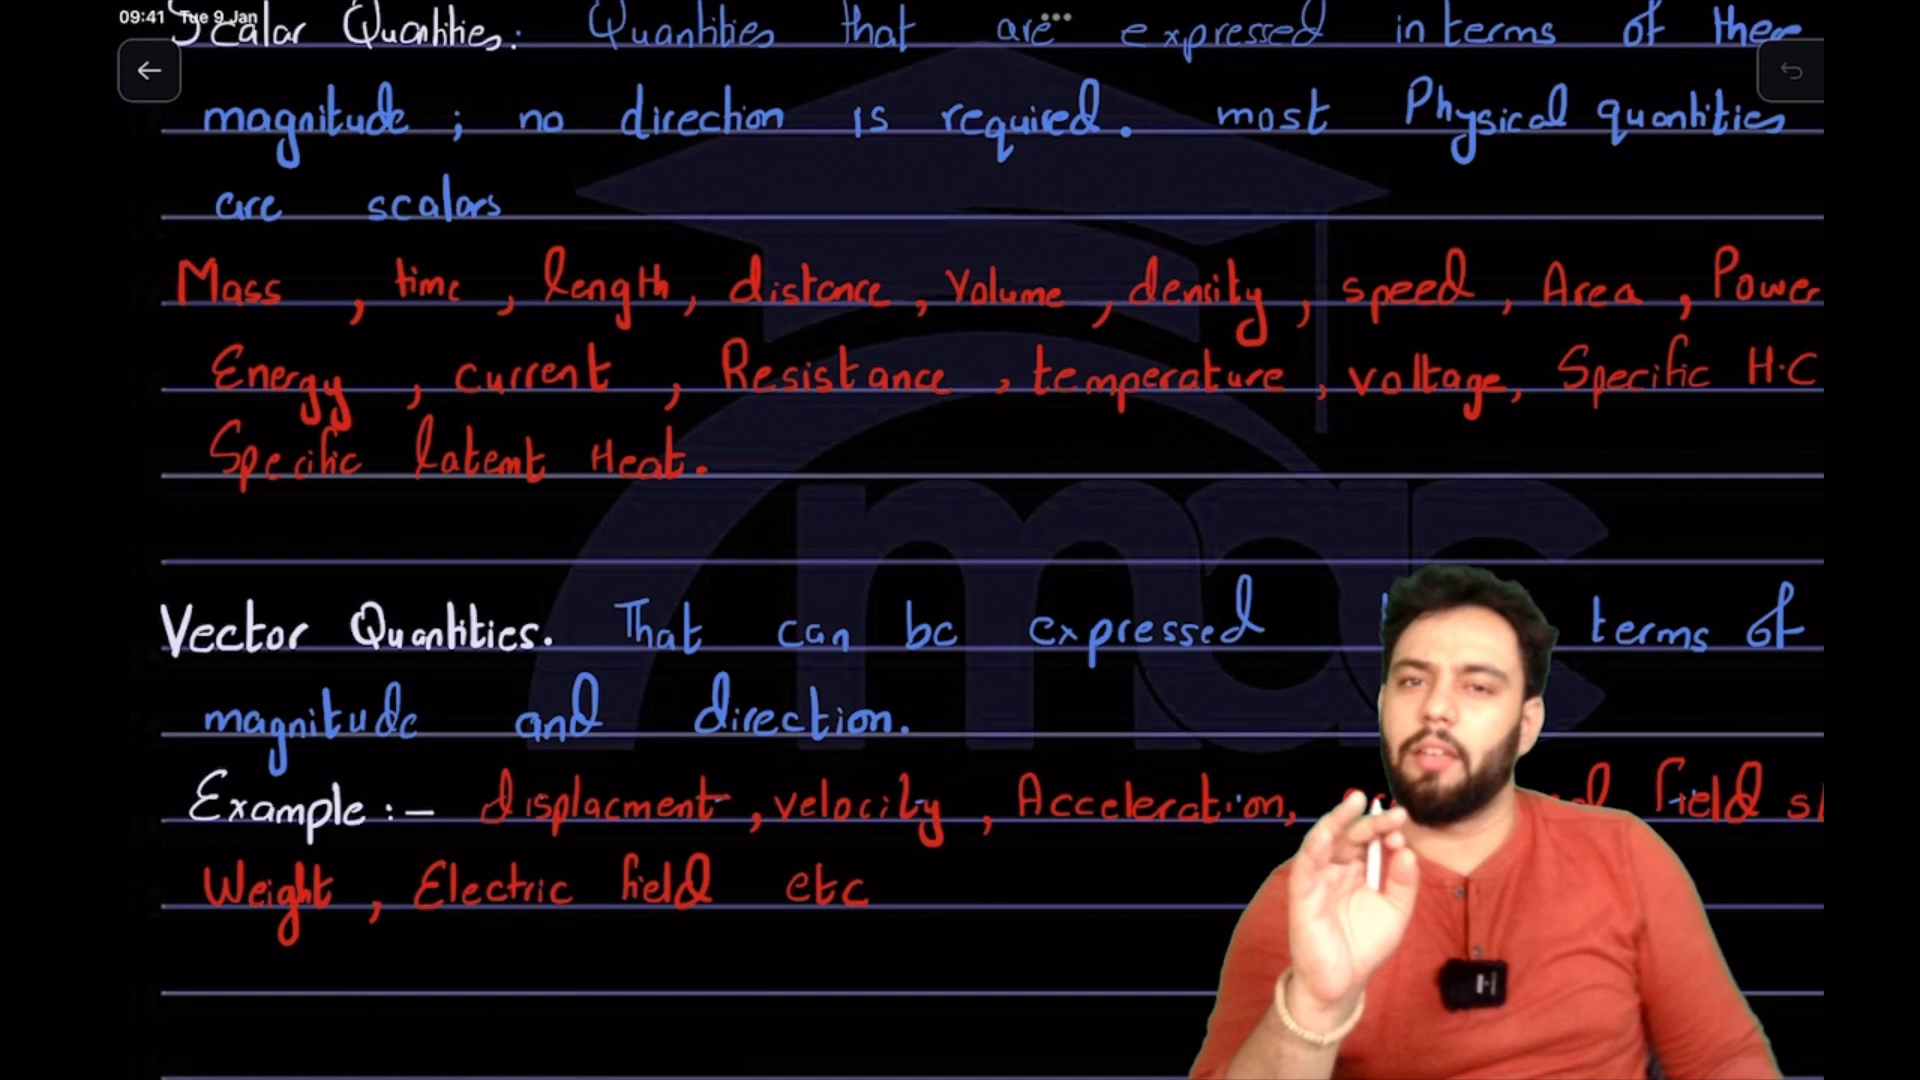 09:41 Tue 9 Jan
Scalar Quantities: Quantities that are expressed in terms of there
magnitude ; no direction is required. most Physical quantities
are scalars
Mass , time , length, distance , Volume , density , speed , Area , Power
Energy , current , Resistance , temperature , voltage, Specific H.C
Specific latent Heat.
mac
Vector Quantities. That can be expressed terms of
magnitude and direction.
Example :- displacment , velocity , Acceleration, field
Weight , Electric field etc